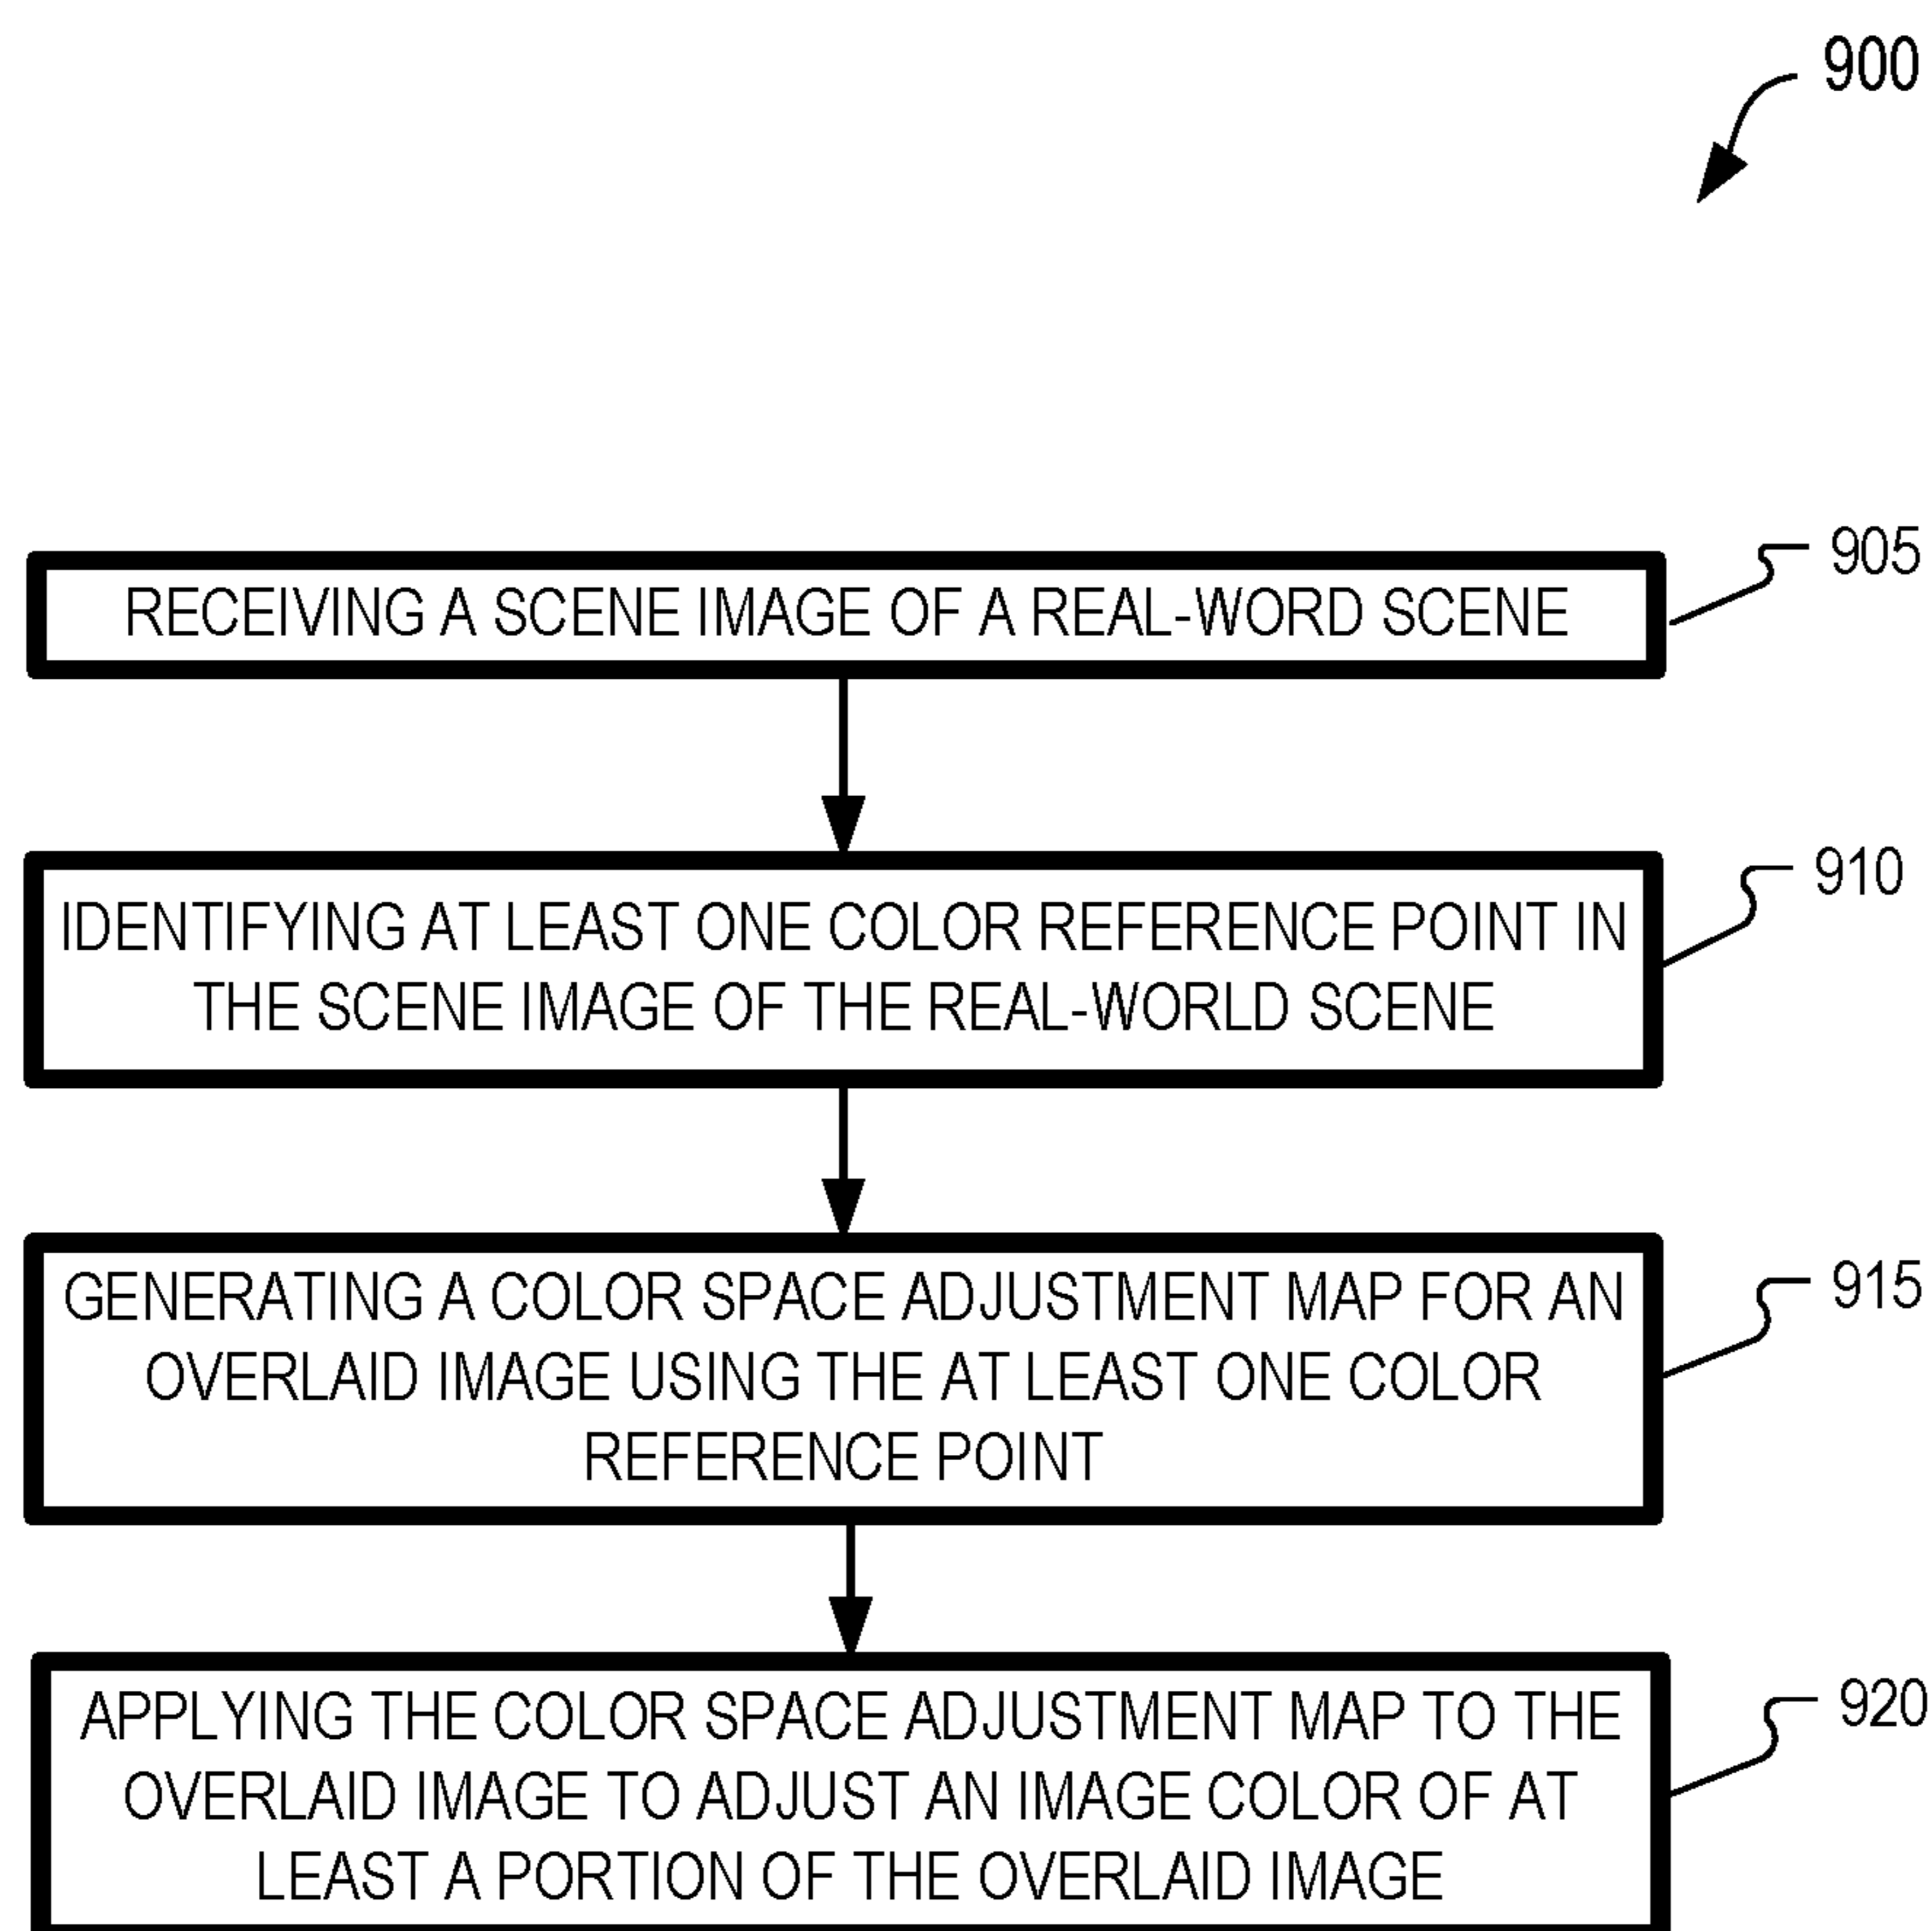 900
905
RECEIVING A SCENE IMAGE OF A REAL-WORD SCENE
910
IDENTIFYING AT LEAST ONE COLOR REFERENCE POINT IN
THE SCENE IMAGE OF THE REAL-WORLD SCENE
915
GENERATING A COLOR SPACE ADJUSTMENT MAP FOR AN
OVERLAID IMAGE USING THE AT LEAST ONE COLOR
REFERENCE POINT
920
APPLYING THE COLOR SPACE ADJUSTMENT MAP TO THE
OVERLAID IMAGE TO ADJUST AN IMAGE COLOR OF AT
LEAST A PORTION OF THE OVERLAID IMAGE